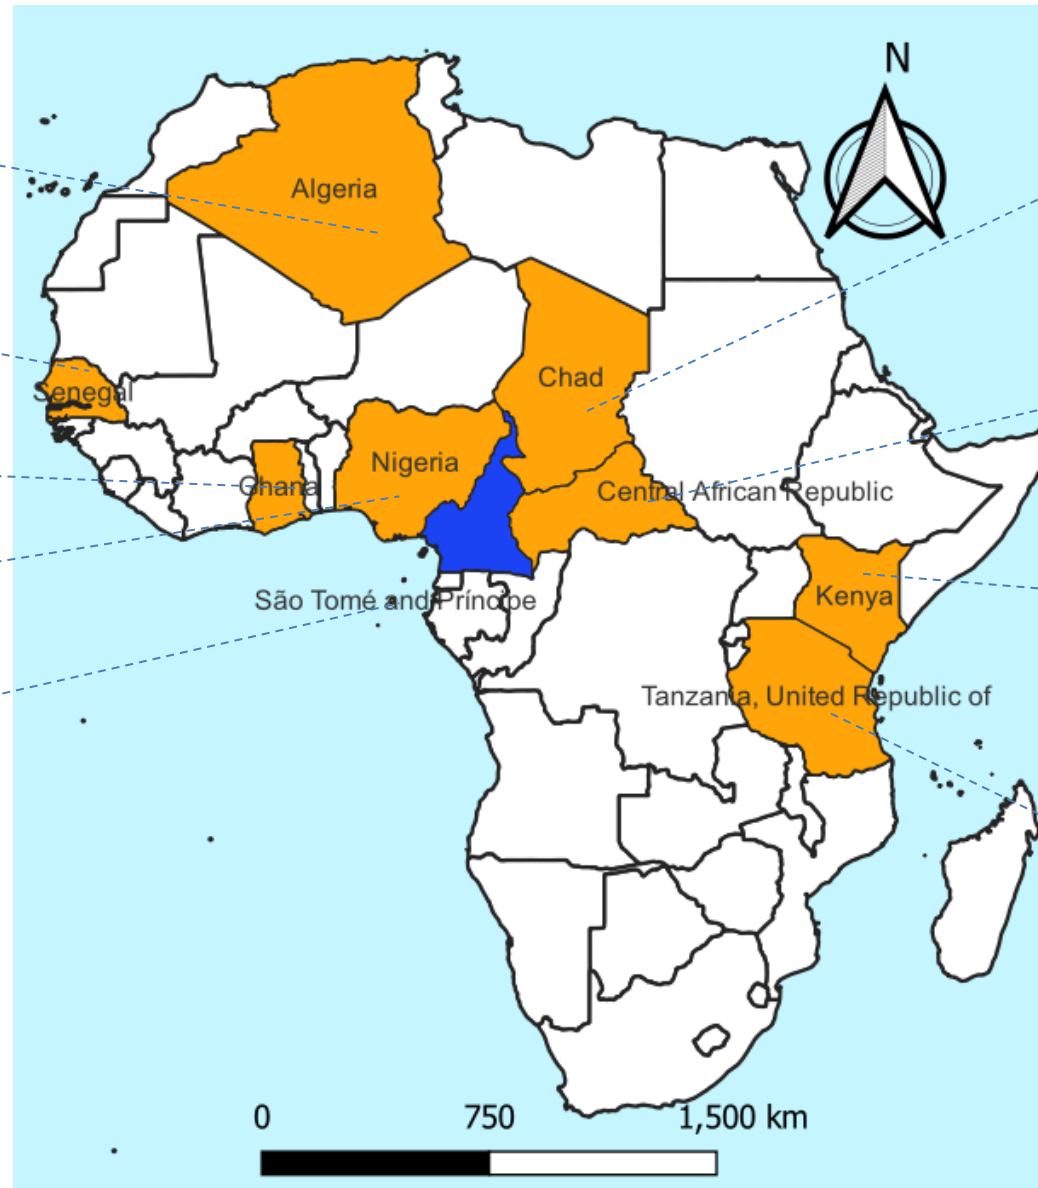 N
Algeria
Chad
Senegal
Nigeria
Ghana
Central African Republic
São Tomé and Príncipe
Kenya
Tanzania, United Republic of
0 750 1,500 km